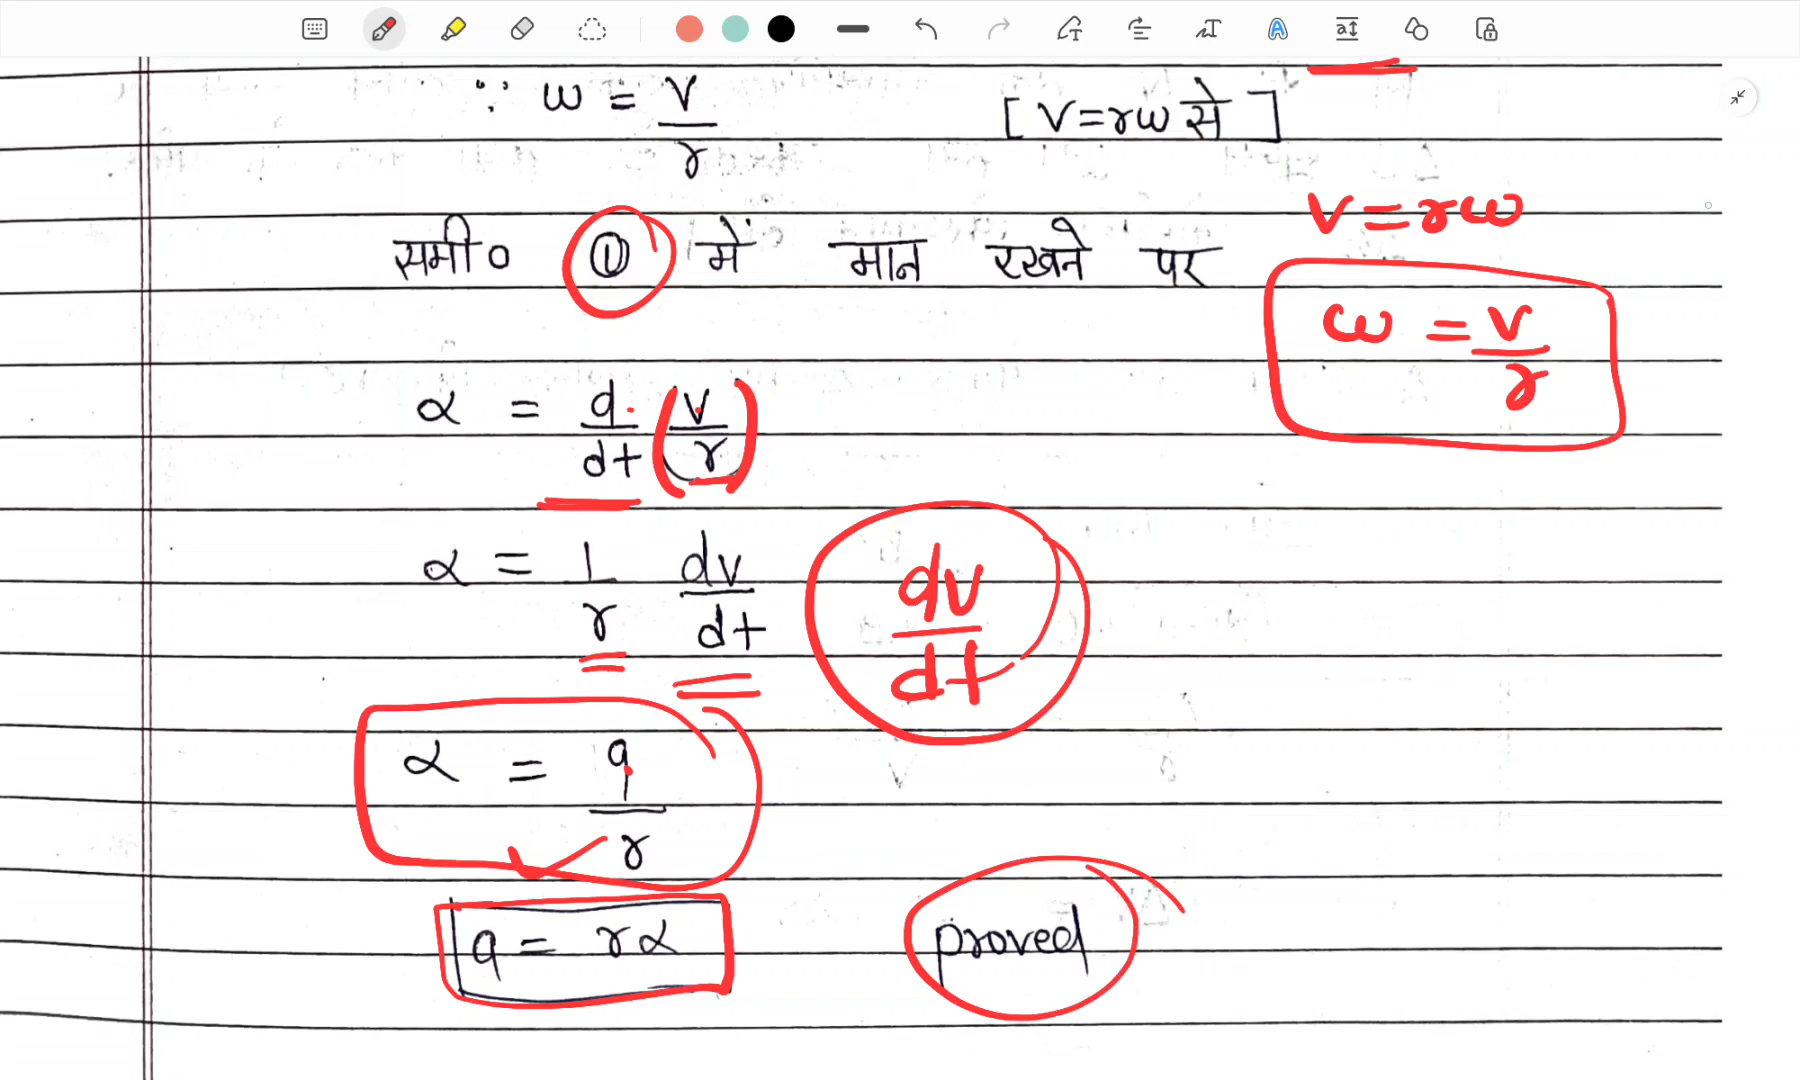 ∵ ω = v/r [ V=rω से ]
v=rω
समी० ① में मान रखने पर
ω = v/r
α = d/dt (v/r)
α = 1/r dv/dt
dv/dt
α = a/r
a = rα proved